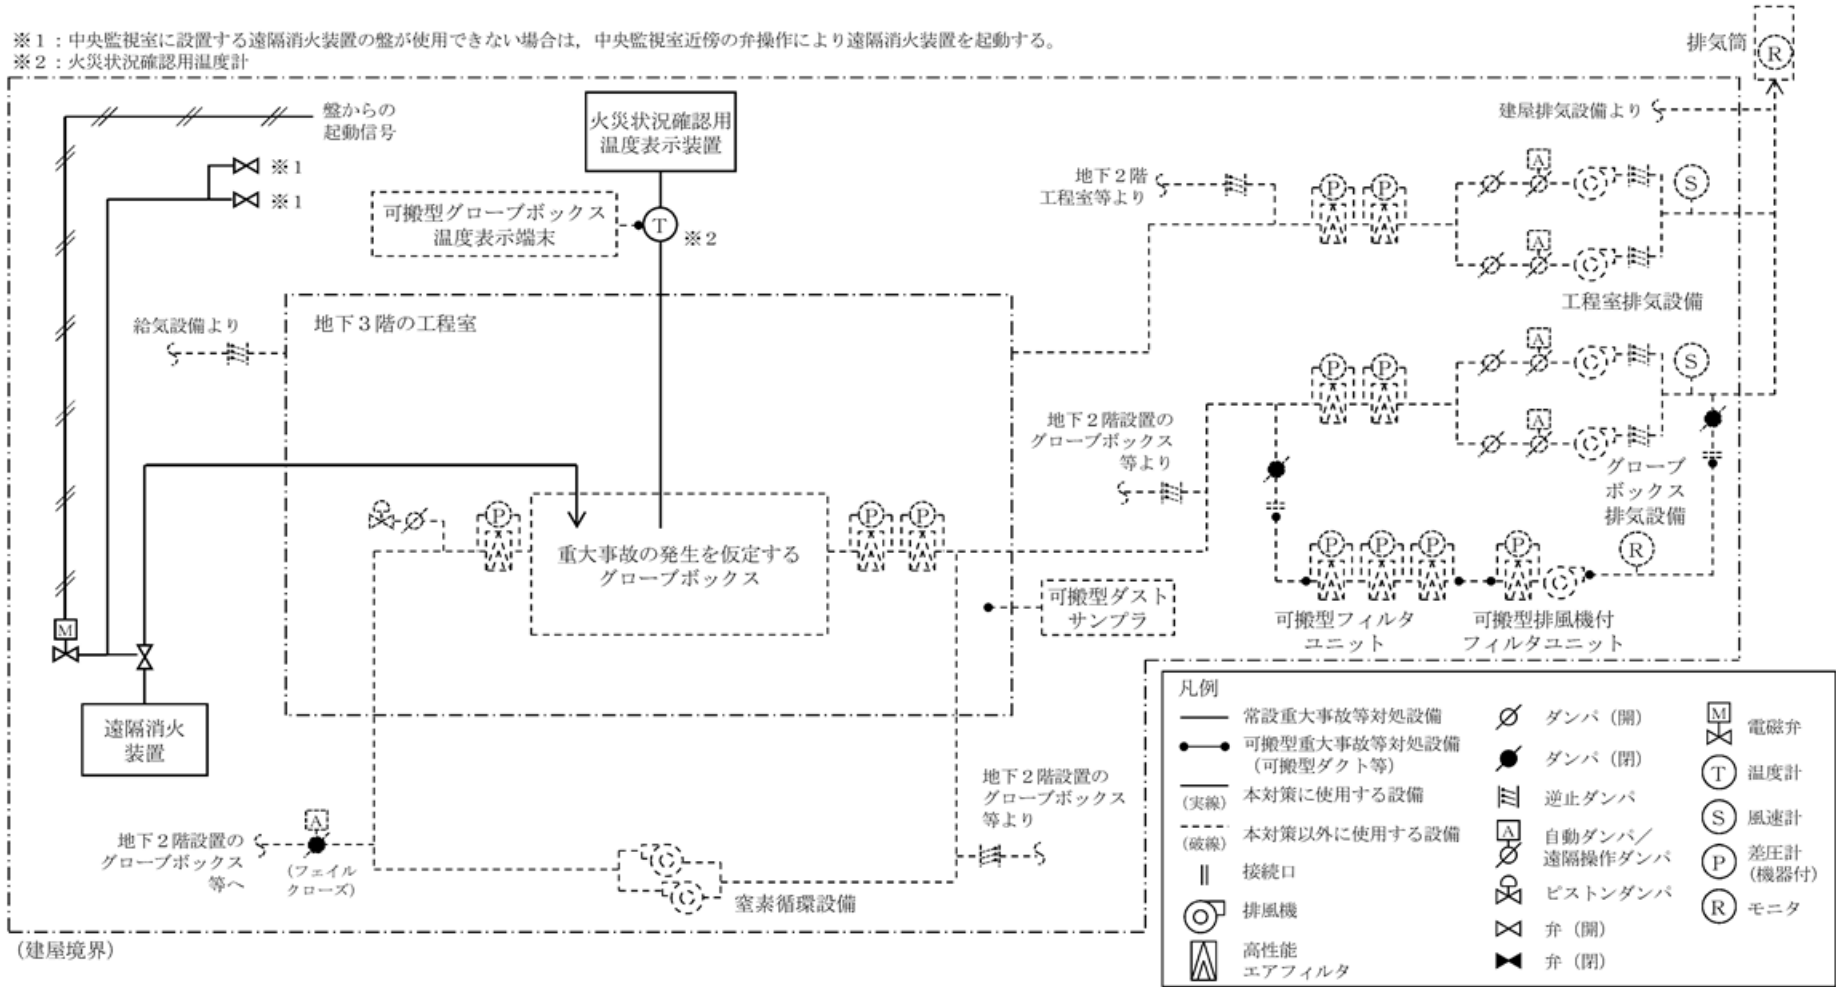 ※1：中央監視室に設置する遠隔消火装置の盤が使用できない場合は，中央監視室近傍の弁操作により遠隔消火装置を起動する。
※2：火災状況確認用温度計
排気筒
R
盤からの
起動信号
※1
※1
火災状況確認用
温度表示装置
可搬型グローブボックス
温度表示端末
T
※2
建屋排気設備より
地下2階
工程室等より
P
P
A
A
S
工程室排気設備
給気設備より
地下3階の工程室
地下2階設置の
グローブボックス
等より
P
P
A
A
S
グローブ
ボックス
排気設備
P
重大事故の発生を仮定する
グローブボックス
P
P
可搬型ダスト
サンプラ
P
P
P
P
R
可搬型フィルタ
ユニット
可搬型排風機付
フィルタユニット
M
遠隔消火
装置
地下2階設置の
グローブボックス
等へ
A
（フェイル
クローズ）
窒素循環設備
地下2階設置の
グローブボックス
等より
（建屋境界）
凡例
常設重大事故等対処設備
可搬型重大事故等対処設備
（可搬型ダクト等）
（実線）
本対策に使用する設備
（破線）
本対策以外に使用する設備
接続口
排風機
高性能
エアフィルタ
ダンパ（開）
ダンパ（閉）
逆止ダンパ
A
自動ダンパ／
遠隔操作ダンパ
ピストンダンパ
弁（開）
弁（閉）
M
電磁弁
T
温度計
S
風速計
P
差圧計
（機器付）
R
モニタ